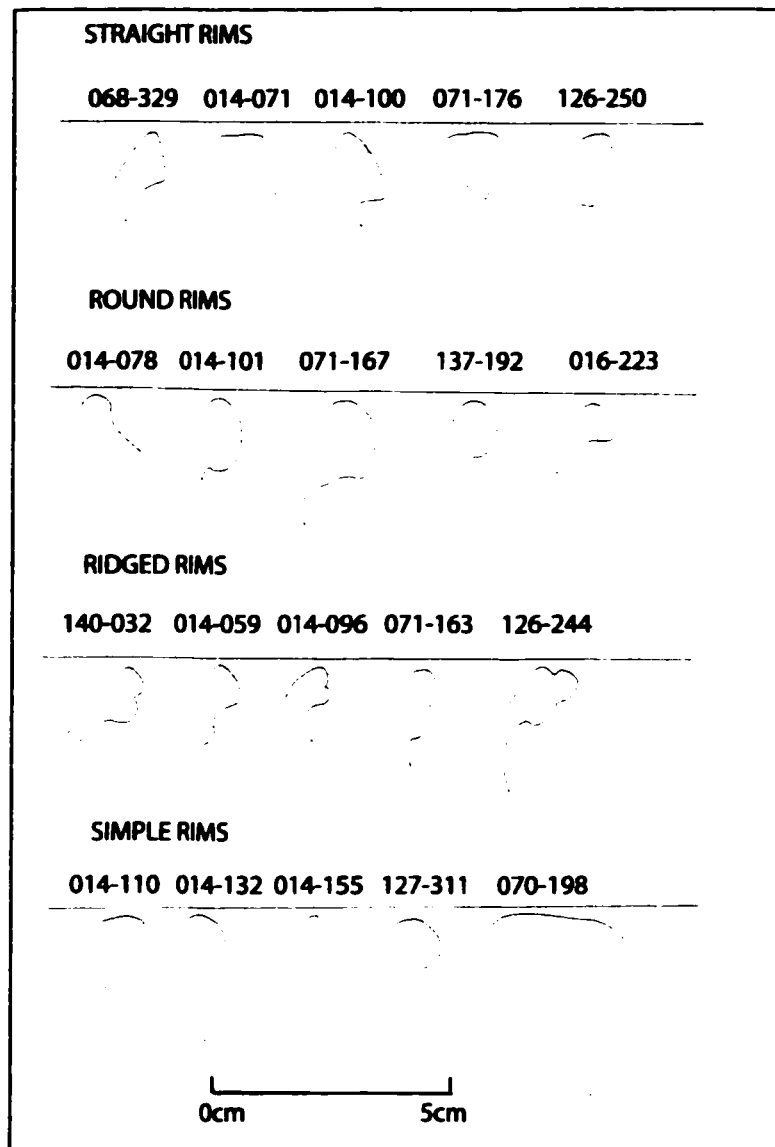 STRAIGHT RIMS
068-329 014-071 014-100 071-176 126-250
ROUND RIMS
014-078 014-101 071-167 137-192 016-223
RIDGED RIMS
140-032 014-059 014-096 071-163 126-244
SIMPLE RIMS
014-110 014-132 014-155 127-311 070-198
0cm 5cm